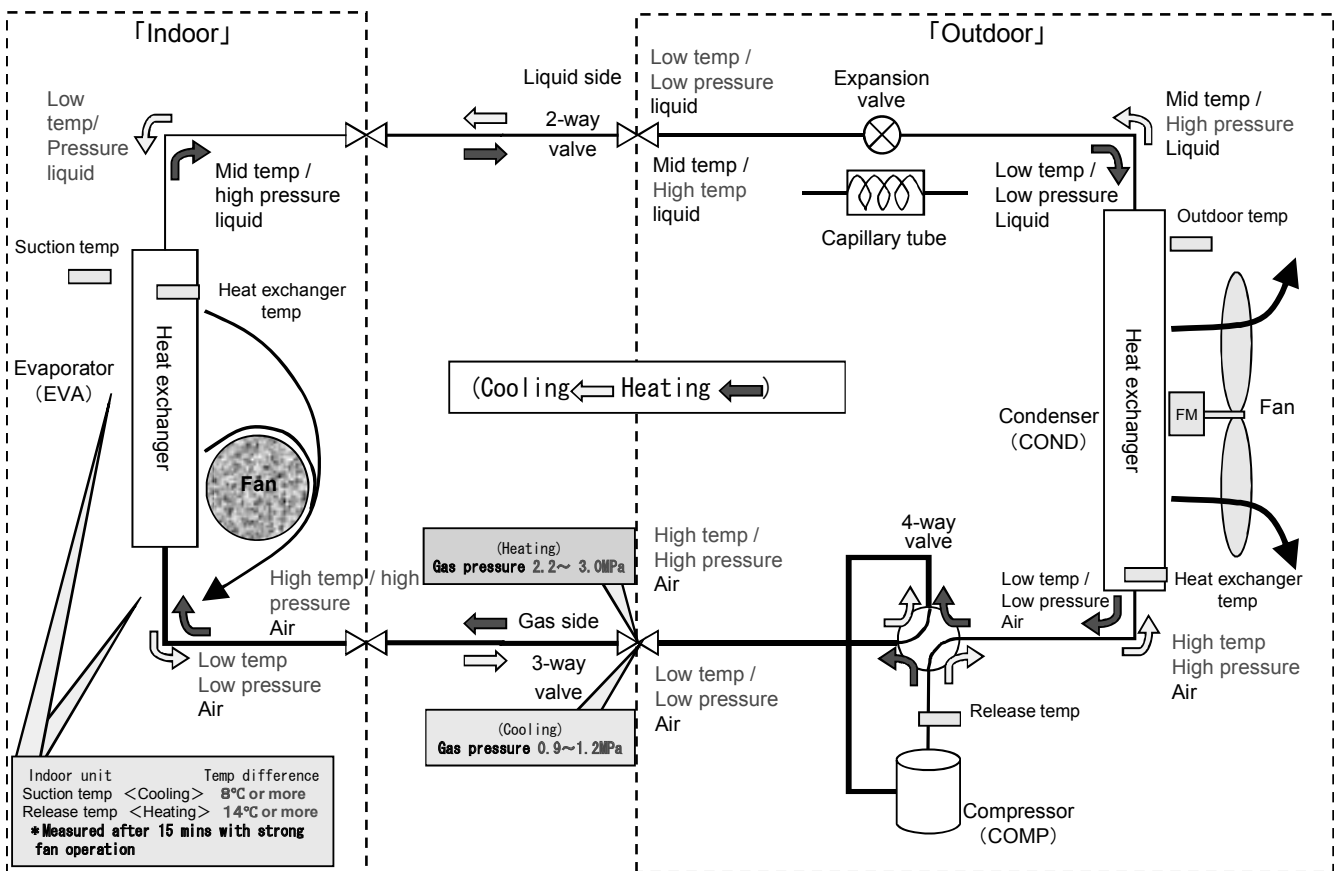 「Indoor」
「Outdoor」
Low
temp/
Pressure
liquid
Mid temp /
high pressure
liquid
Liquid side
2-way
valve
Low temp /
Low pressure
liquid
Mid temp /
High temp
liquid
Expansion
valve
Capillary tube
Mid temp /
High pressure
Liquid
Low temp /
Low pressure
Liquid
Outdoor temp
Suction temp
Heat exchanger
temp
Heat exchanger
Evaporator
（EVA）
Fan
(Cooling Heating )
Condenser
（COND）
Heat exchanger
FM
Fan
4-way
valve
(Heating)
Gas pressure 2.2～ 3.0MPa
High temp /
High pressure
Air
High temp / high
pressure
Air
Low temp /
Low pressure
Air
Heat exchanger
temp
Gas side
3-way
valve
Low temp
Low pressure
Air
Low temp /
Low pressure
Air
High temp
High pressure
Air
(Cooling)
Gas pressure 0.9～1.2MPa
Release temp
Compressor
（COMP）
Indoor unit Temp difference
Suction temp ＜Cooling＞ 8℃ or more
Release temp ＜Heating＞ 14℃ or more
*Measured after 15 mins with strong
fan operation